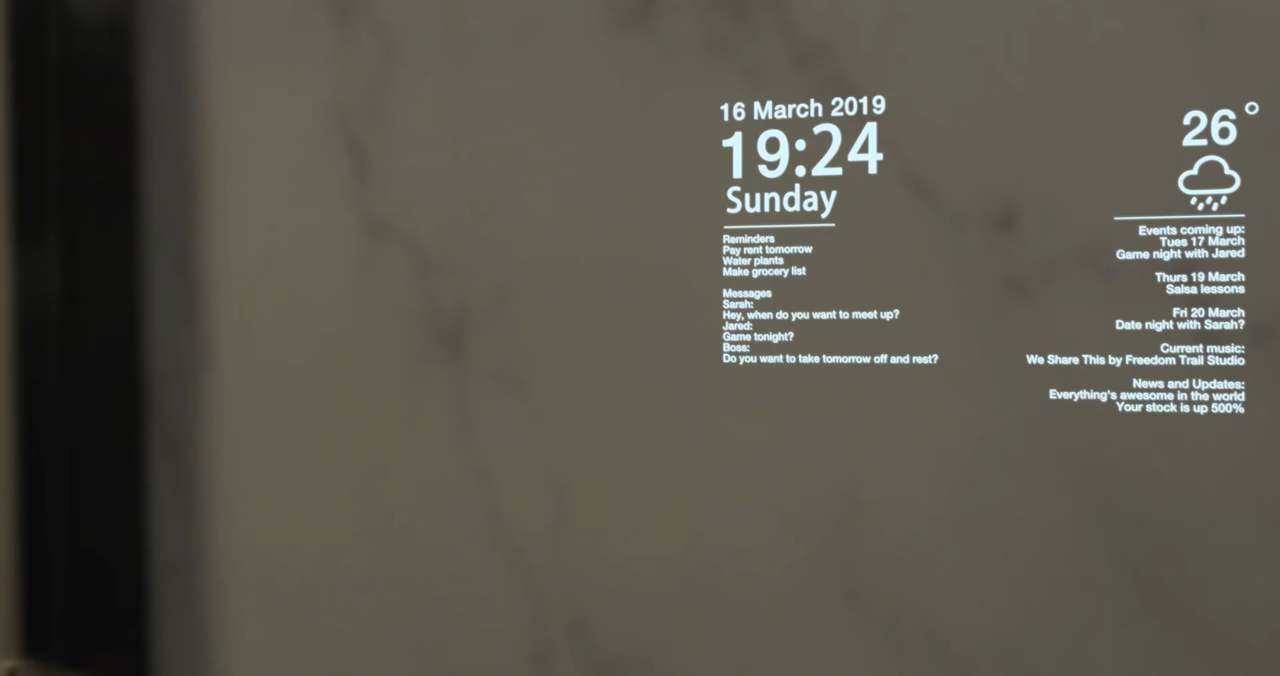 16 March 2019
19:24
Sunday
Reminders
Pay rent tomorrow
Water plants
Make grocery list
Messages
Sarah:
Hey, when do you want to meet up?
Jared:
Game tonight?
Boss:
Do you want to take tomorrow off and rest?
26°
Events coming up:
Tues 17 March
Game night with Jared
Thurs 19 March
Salsa lessons
Fri 20 March
Date night with Sarah?
Current music:
We Share This by Freedom Trail Studio
News and Updates:
Everything's awesome in the world
Your stock is up 500%